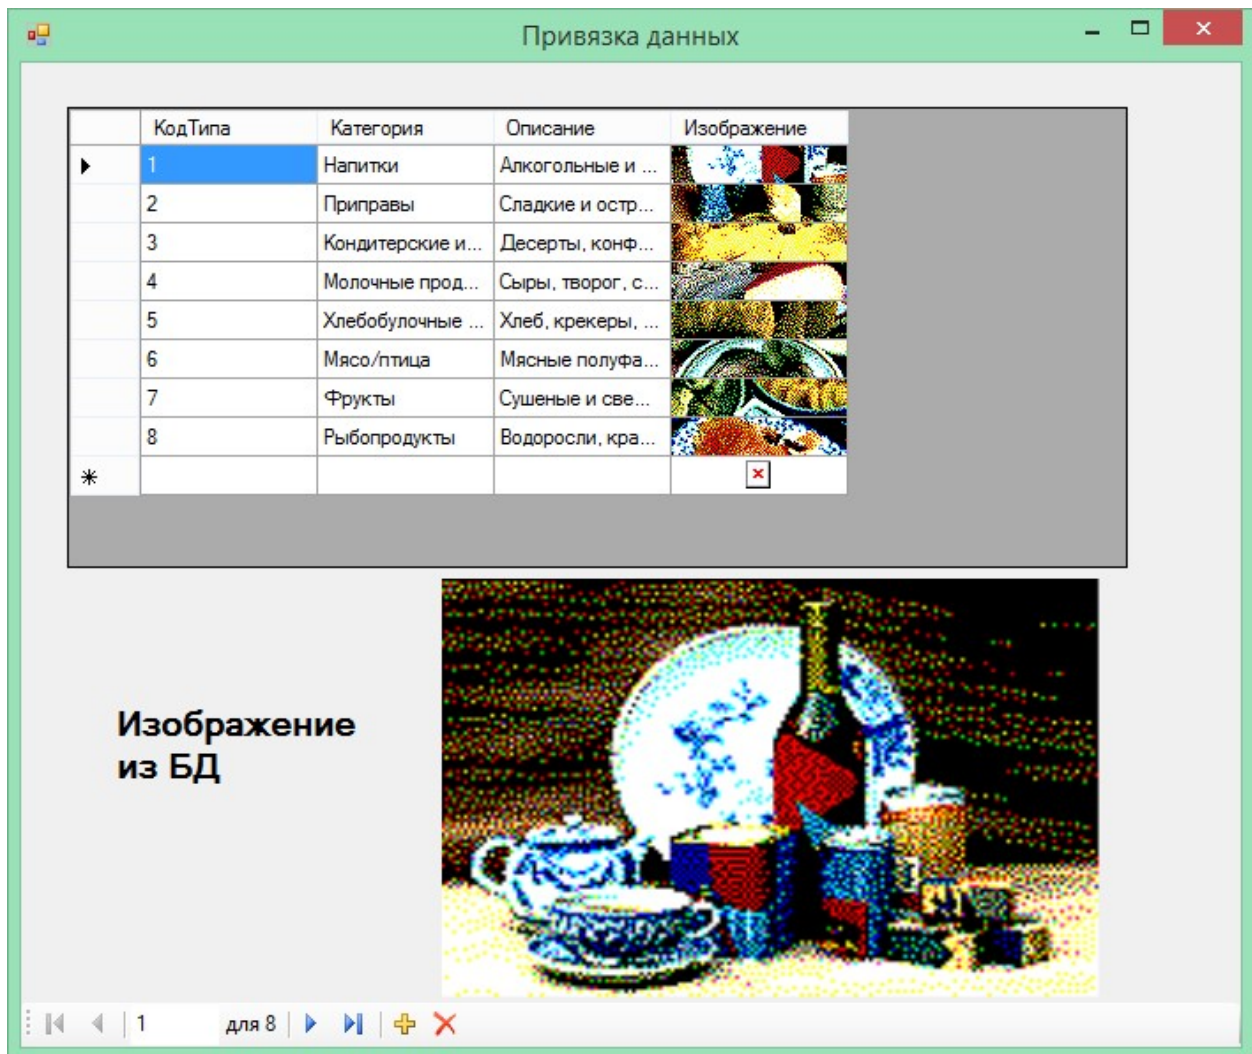 Привязка данных
КодТипа Категория Описание Изображение
1 Напитки Алкогольные и ...
2 Приправы Сладкие и остр...
3 Кондитерские и... Десерты, конф...
4 Молочные прод... Сыры, творог, с...
5 Хлебобулочные ... Хлеб, крекеры, ...
6 Мясо/птица Мясные полуфа...
7 Фрукты Сушеные и све...
8 Рыбопродукты Водоросли, кра...
Изображение
из БД
1 для 8